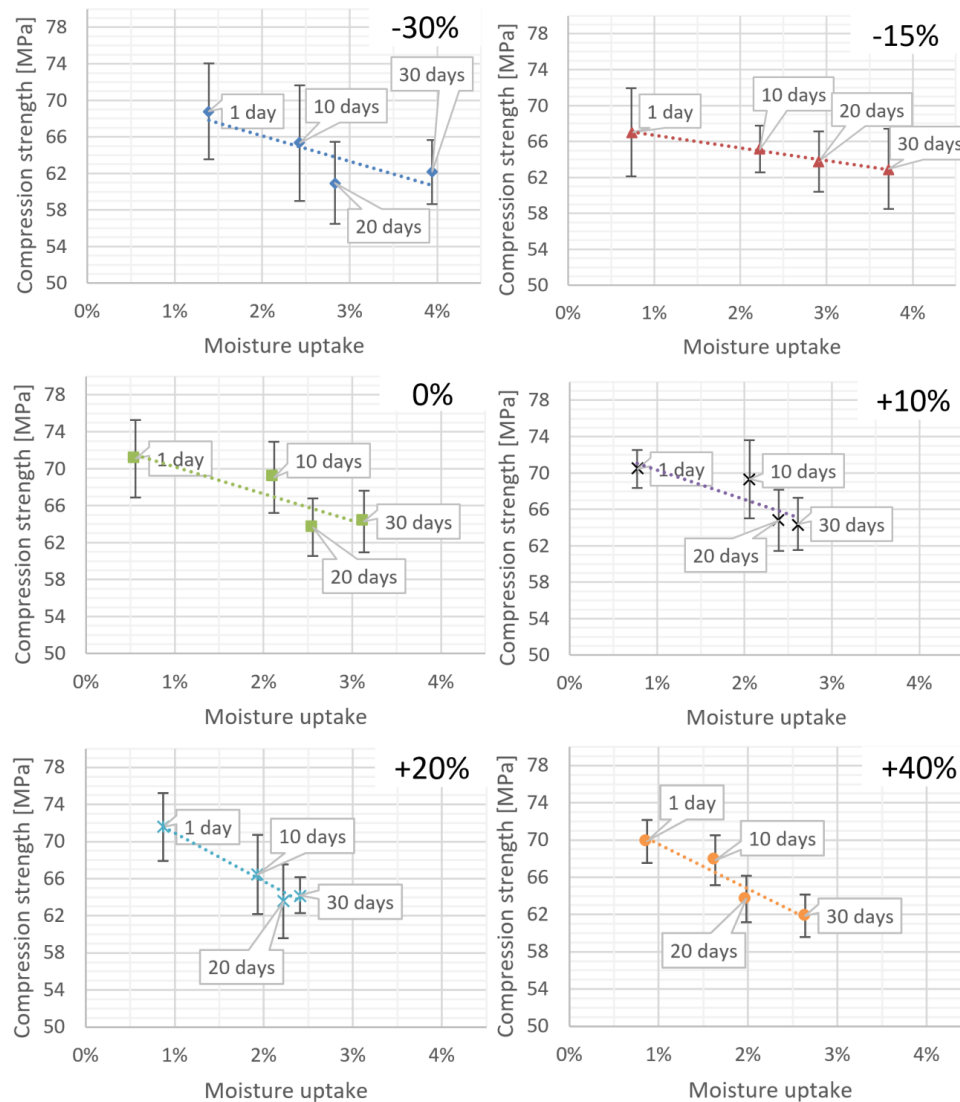 -30%
Compression strength [MPa]
78
74
70
66
62
58
54
50
1 day
10 days
20 days
30 days
0%
1%
2%
3%
4%
Moisture uptake
-15%
Compression strength [MPa]
78
74
70
66
62
58
54
50
1 day
10 days
20 days
30 days
0%
1%
2%
3%
4%
Moisture uptake
0%
Compression strength [MPa]
78
74
70
66
62
58
54
50
1 day
10 days
20 days
30 days
0%
1%
2%
3%
4%
Moisture uptake
+10%
Compression strength [MPa]
78
74
70
66
62
58
54
50
1 day
10 days
20 days
30 days
0%
1%
2%
3%
4%
Moisture uptake
+20%
Compression strength [MPa]
78
74
70
66
62
58
54
50
1 day
10 days
20 days
30 days
0%
1%
2%
3%
4%
Moisture uptake
+40%
Compression strength [MPa]
78
74
70
66
62
58
54
50
1 day
10 days
20 days
30 days
0%
1%
2%
3%
4%
Moisture uptake